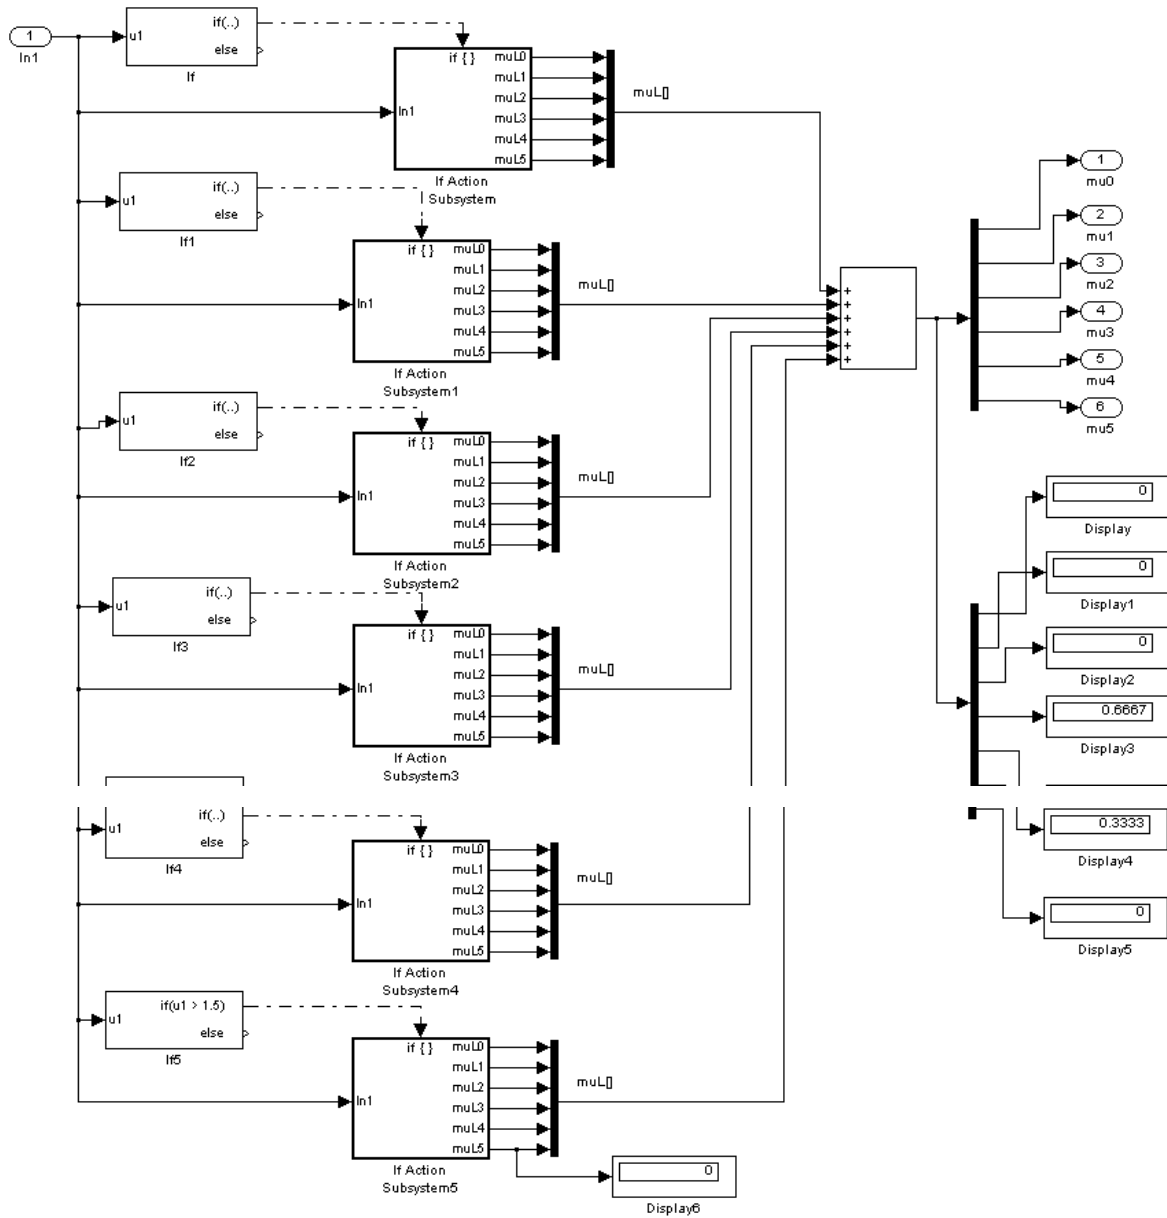 1
In1
u1
if(..)
else
If
if { }
In1
muL0
muL1
muL2
muL3
muL4
muL5
If Action
Subsystem
muL[]
u1
if(..)
else
If1
if { }
In1
muL0
muL1
muL2
muL3
muL4
muL5
If Action
Subsystem1
muL[]
u1
if(..)
else
If2
if { }
In1
muL0
muL1
muL2
muL3
muL4
muL5
If Action
Subsystem2
muL[]
u1
if(..)
else
If3
if { }
In1
muL0
muL1
muL2
muL3
muL4
muL5
If Action
Subsystem3
muL[]
u1
if(..)
else
If4
if { }
In1
muL0
muL1
muL2
muL3
muL4
muL5
If Action
Subsystem4
muL[]
u1
if(u1 > 1.5)
else
If5
if { }
In1
muL0
muL1
muL2
muL3
muL4
muL5
If Action
Subsystem5
muL[]
0
Display6
+
+
+
+
+
+
1
mu0
2
mu1
3
mu2
4
mu3
5
mu4
6
mu5
0
Display
0
Display1
0
Display2
0.6667
Display3
0.3333
Display4
0
Display5